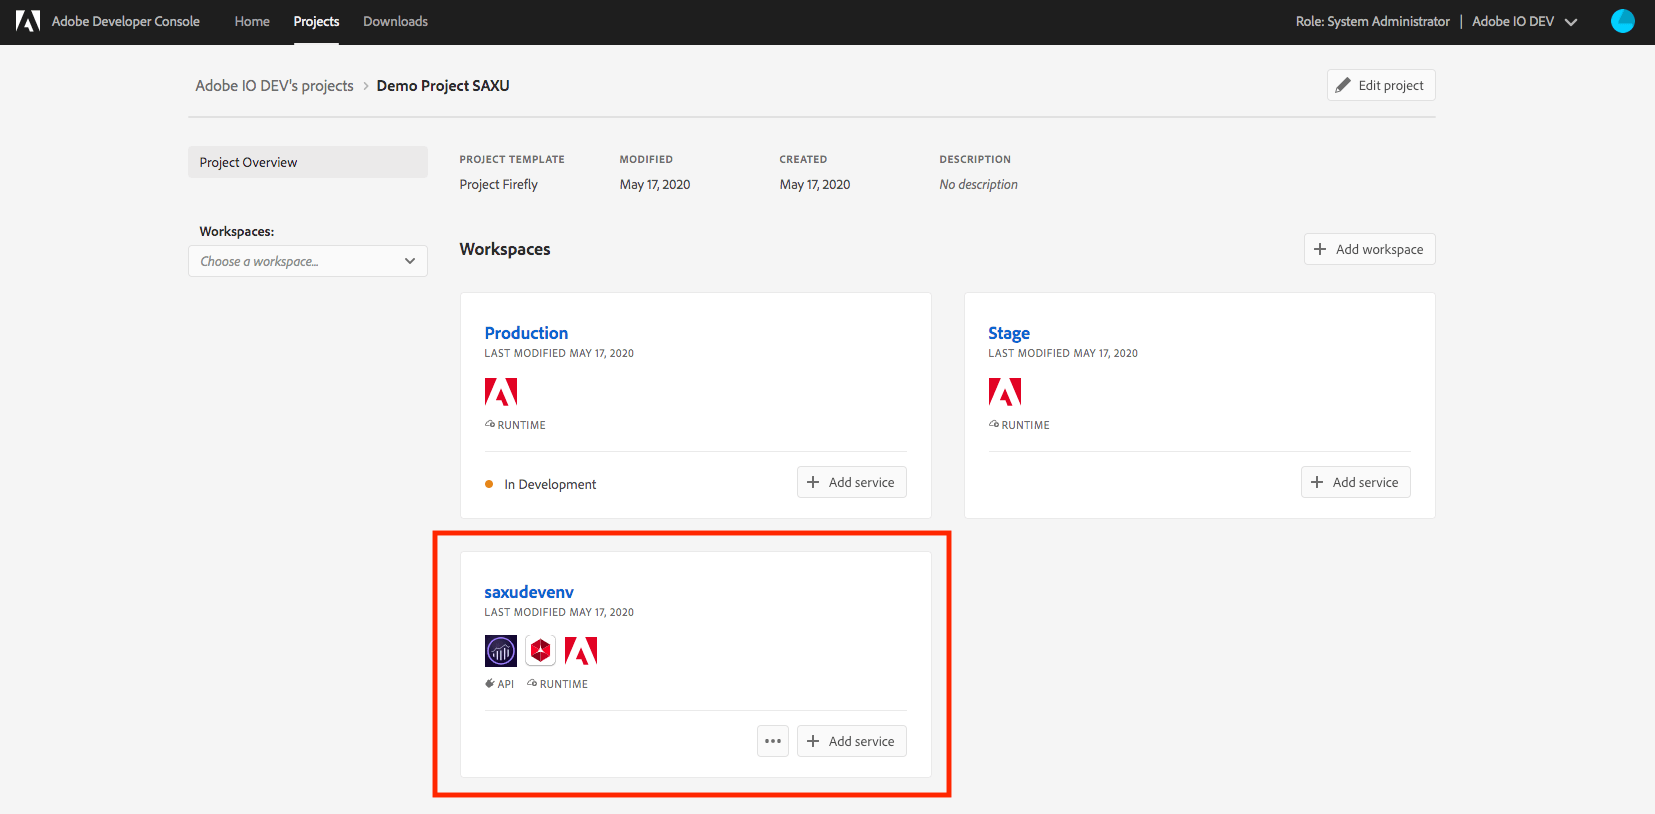 Adobe Developer Console Home Projects Downloads Role: System Administrator | Adobe IO DEV
Adobe IO DEV's projects > Demo Project SAXU Edit project
Project Overview
PROJECT TEMPLATE MODIFIED CREATED DESCRIPTION
Project Firefly May 17, 2020 May 17, 2020 No description
Workspaces:
Choose a workspace...
Workspaces + Add workspace
Production
LAST MODIFIED MAY 17, 2020
RUNTIME
In Development + Add service
Stage
LAST MODIFIED MAY 17, 2020
RUNTIME
+ Add service
saxudevenv
LAST MODIFIED MAY 17, 2020
API RUNTIME
••• + Add service